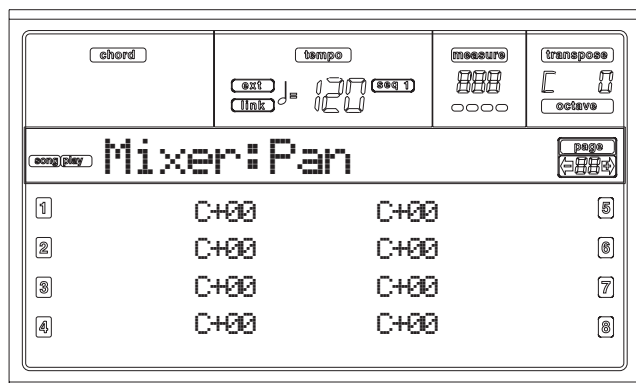 chord tempo measure transpose
ext link ♩= 120 seq 1 888 C 0
octave
song play Mixer:Pan page 88
1 C+00 C+00 5
2 C+00 C+00 6
3 C+00 C+00 7
4 C+00 C+00 8